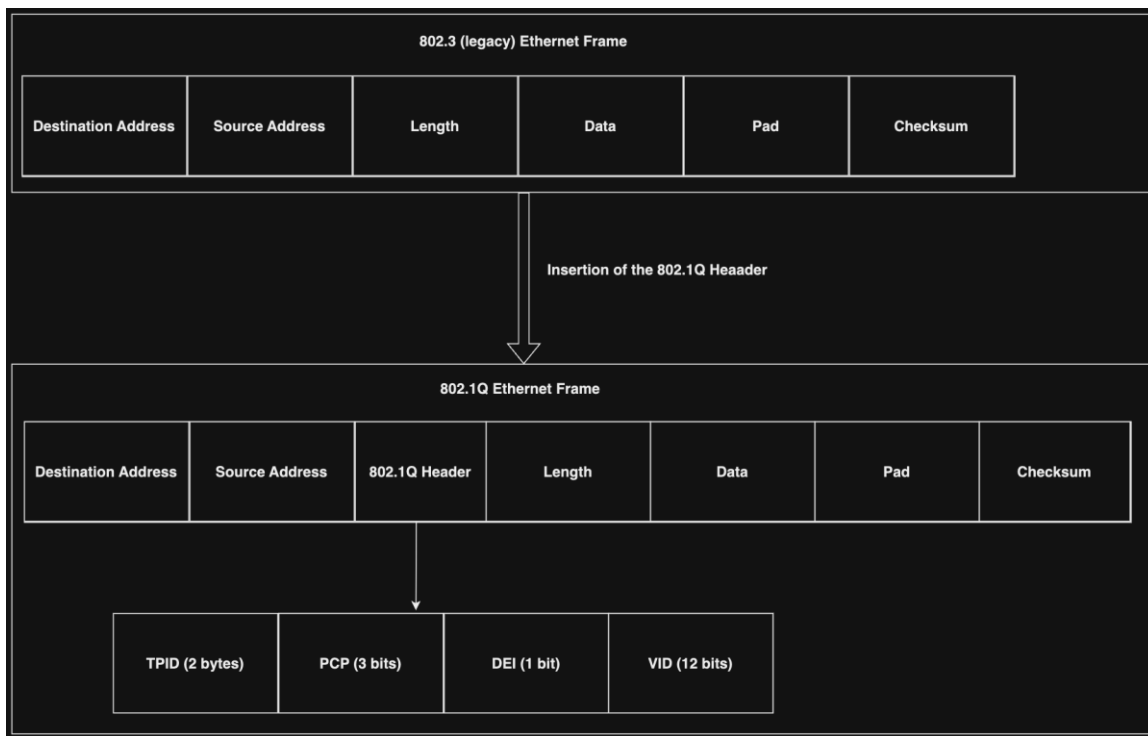 802.3 (legacy) Ethernet Frame
Destination Address Source Address Length Data Pad Checksum
Insertion of the 802.1Q Heaader
802.1Q Ethernet Frame
Destination Address Source Address 802.1Q Header Length Data Pad Checksum
TPID (2 bytes) PCP (3 bits) DEI (1 bit) VID (12 bits)